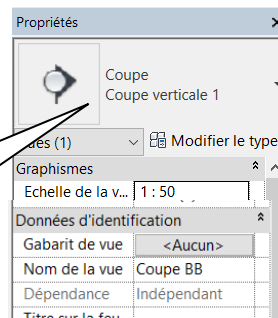 Propriétés
Coupe
Coupe verticale 1
ues (1)
Modifier le type
Graphismes
Echelle de la v... 1 : 50
Données d'identification
Gabarit de vue <Aucun>
Nom de la vue Coupe BB
Dépendance Indépendant
Titre sur la feu